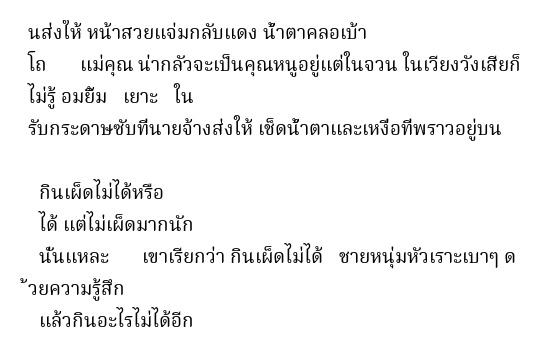 นส่งให้ หน้าสวยแจ่มกลับแดง น้ำตาคลอเบ้า
โถ แม่คุณ น่ากลัวจะเป็นคุณหนูอยู่แต่ในจวน ในเวียงวังเสียก็
ไม่รู้ อมยิ้ม เยาะ ใน
รับกระดาษซับที่นายจ้างส่งให้ เช็ดน้ำตาและเหงื่อที่พราวอยู่บน
กินเผ็ดไม่ได้หรือ
ได้ แต่ไม่เผ็ดมากนัก
นั่นแหละ เขาเรียกว่า กินเผ็ดไม่ได้ ชายหนุ่มหัวเราะเบาๆ ด
้วยความรู้สึก
แล้วกินอะไรไม่ได้อีก